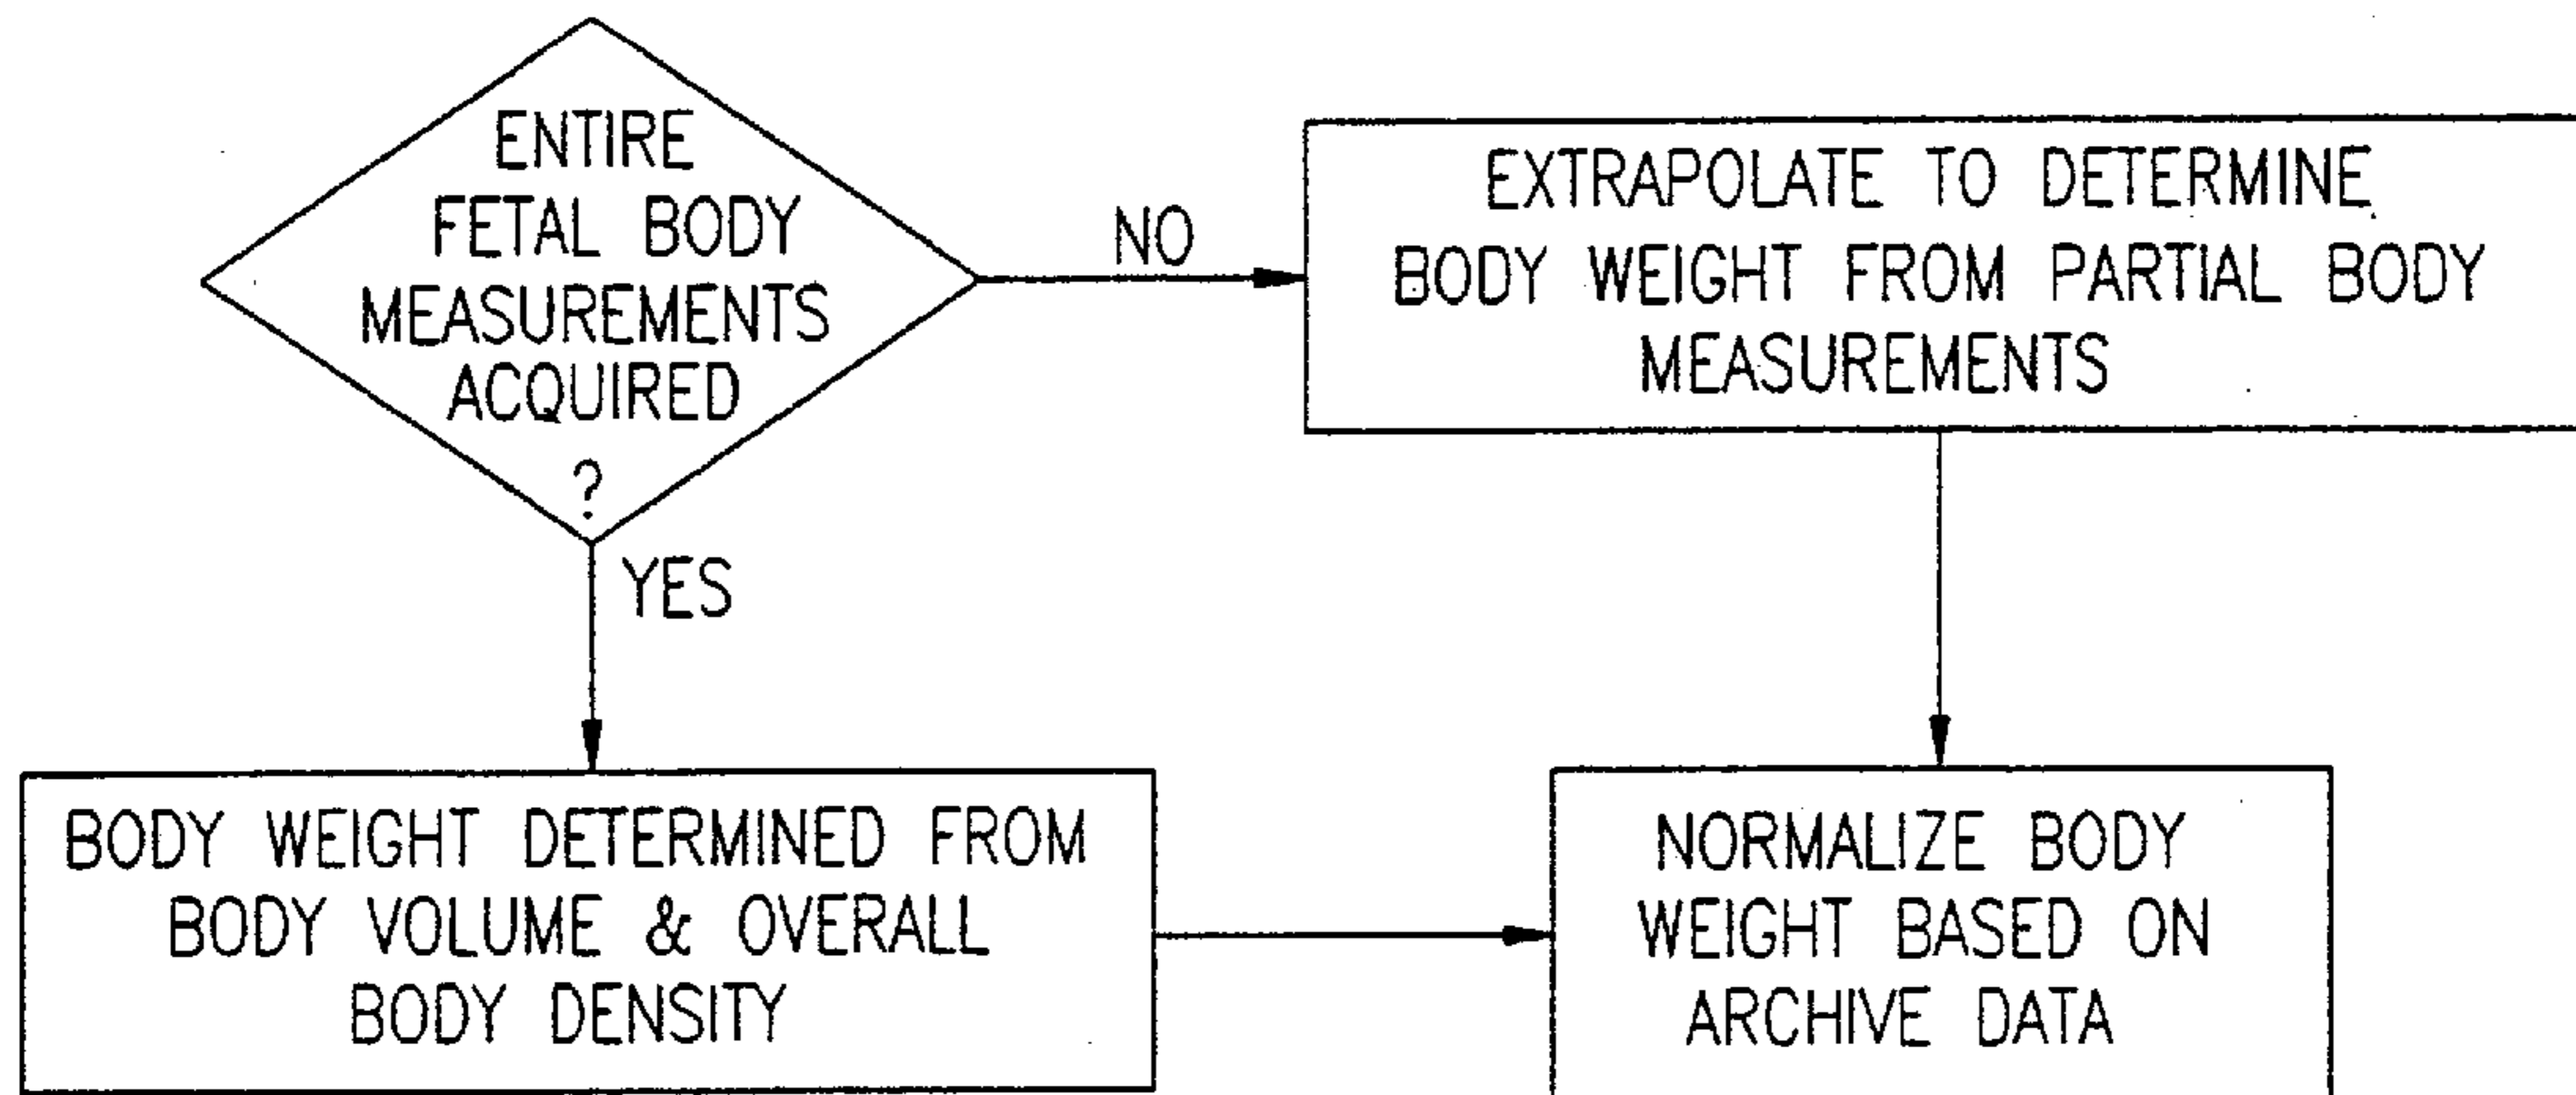 ENTIRE
FETAL BODY
MEASUREMENTS
ACQUIRED
?
NO
EXTRAPOLATE TO DETERMINE
BODY WEIGHT FROM PARTIAL BODY
MEASUREMENTS
YES
BODY WEIGHT DETERMINED FROM
BODY VOLUME & OVERALL
BODY DENSITY
NORMALIZE BODY
WEIGHT BASED ON
ARCHIVE DATA